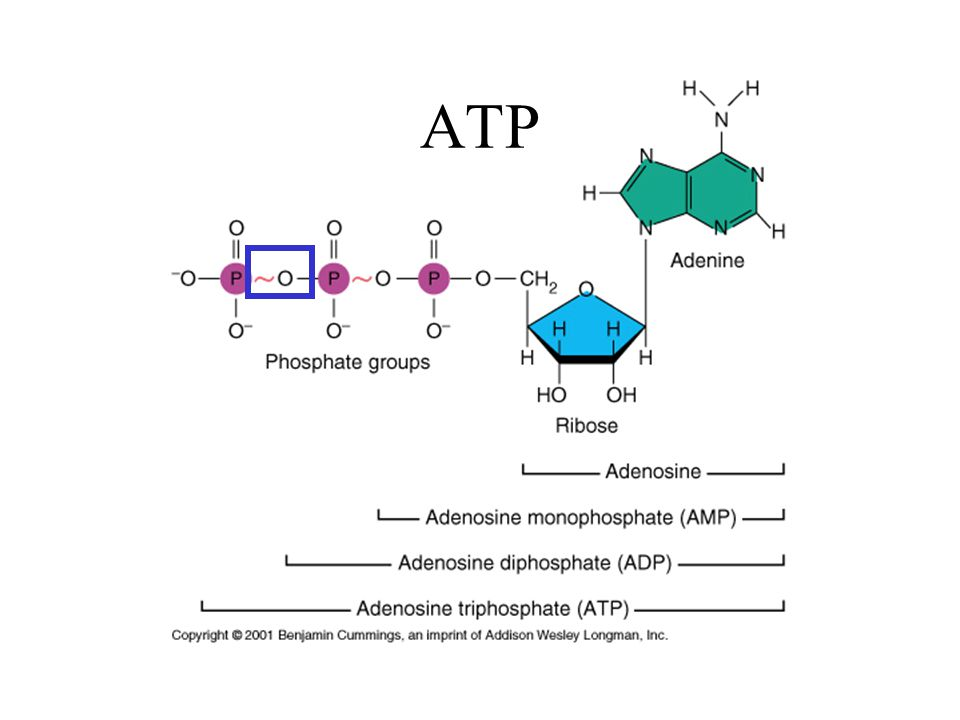 ATP
H H
N
N N
H
N N H
Adenine
O O O
⁻O P ~ O P ~ O P O CH₂ O
O⁻ O⁻ O⁻
H H
H H
Phosphate groups
HO OH
Ribose
Adenosine
Adenosine monophosphate (AMP)
Adenosine diphosphate (ADP)
Adenosine triphosphate (ATP)
Copyright © 2001 Benjamin Cummings, an imprint of Addison Wesley Longman, Inc.